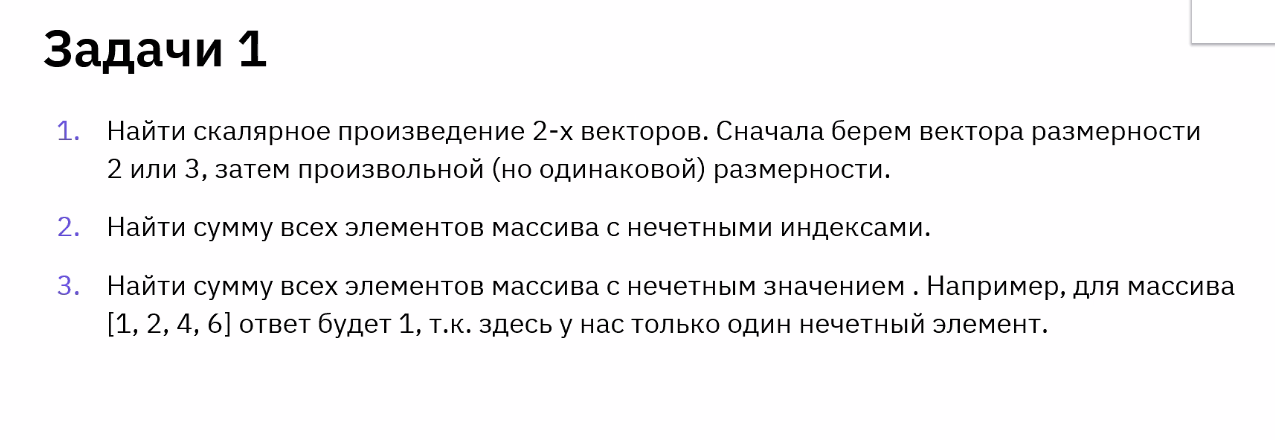 Задачи 1
1. Найти скалярное произведение 2-х векторов. Сначала берем вектора размерности
2 или 3, затем произвольной (но одинаковой) размерности.
2. Найти сумму всех элементов массива с нечетными индексами.
3. Найти сумму всех элементов массива с нечетным значением . Например, для массива
[1, 2, 4, 6] ответ будет 1, т.к. здесь у нас только один нечетный элемент.